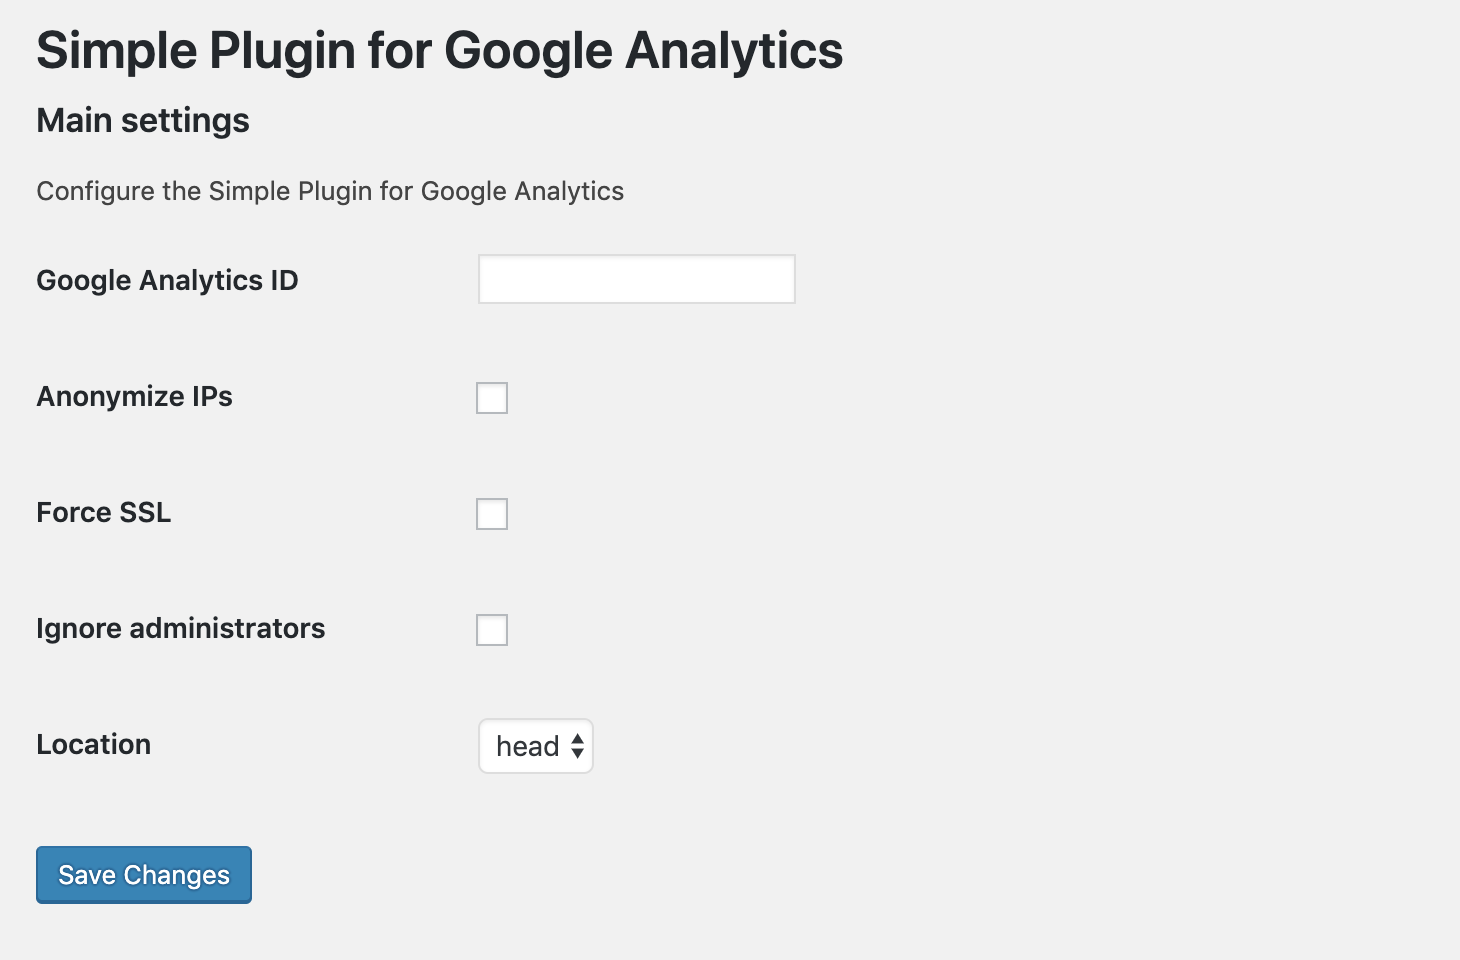 Simple Plugin for Google Analytics
Main settings
Configure the Simple Plugin for Google Analytics
Google Analytics ID
Anonymize IPs
Force SSL
Ignore administrators
Location head
Save Changes